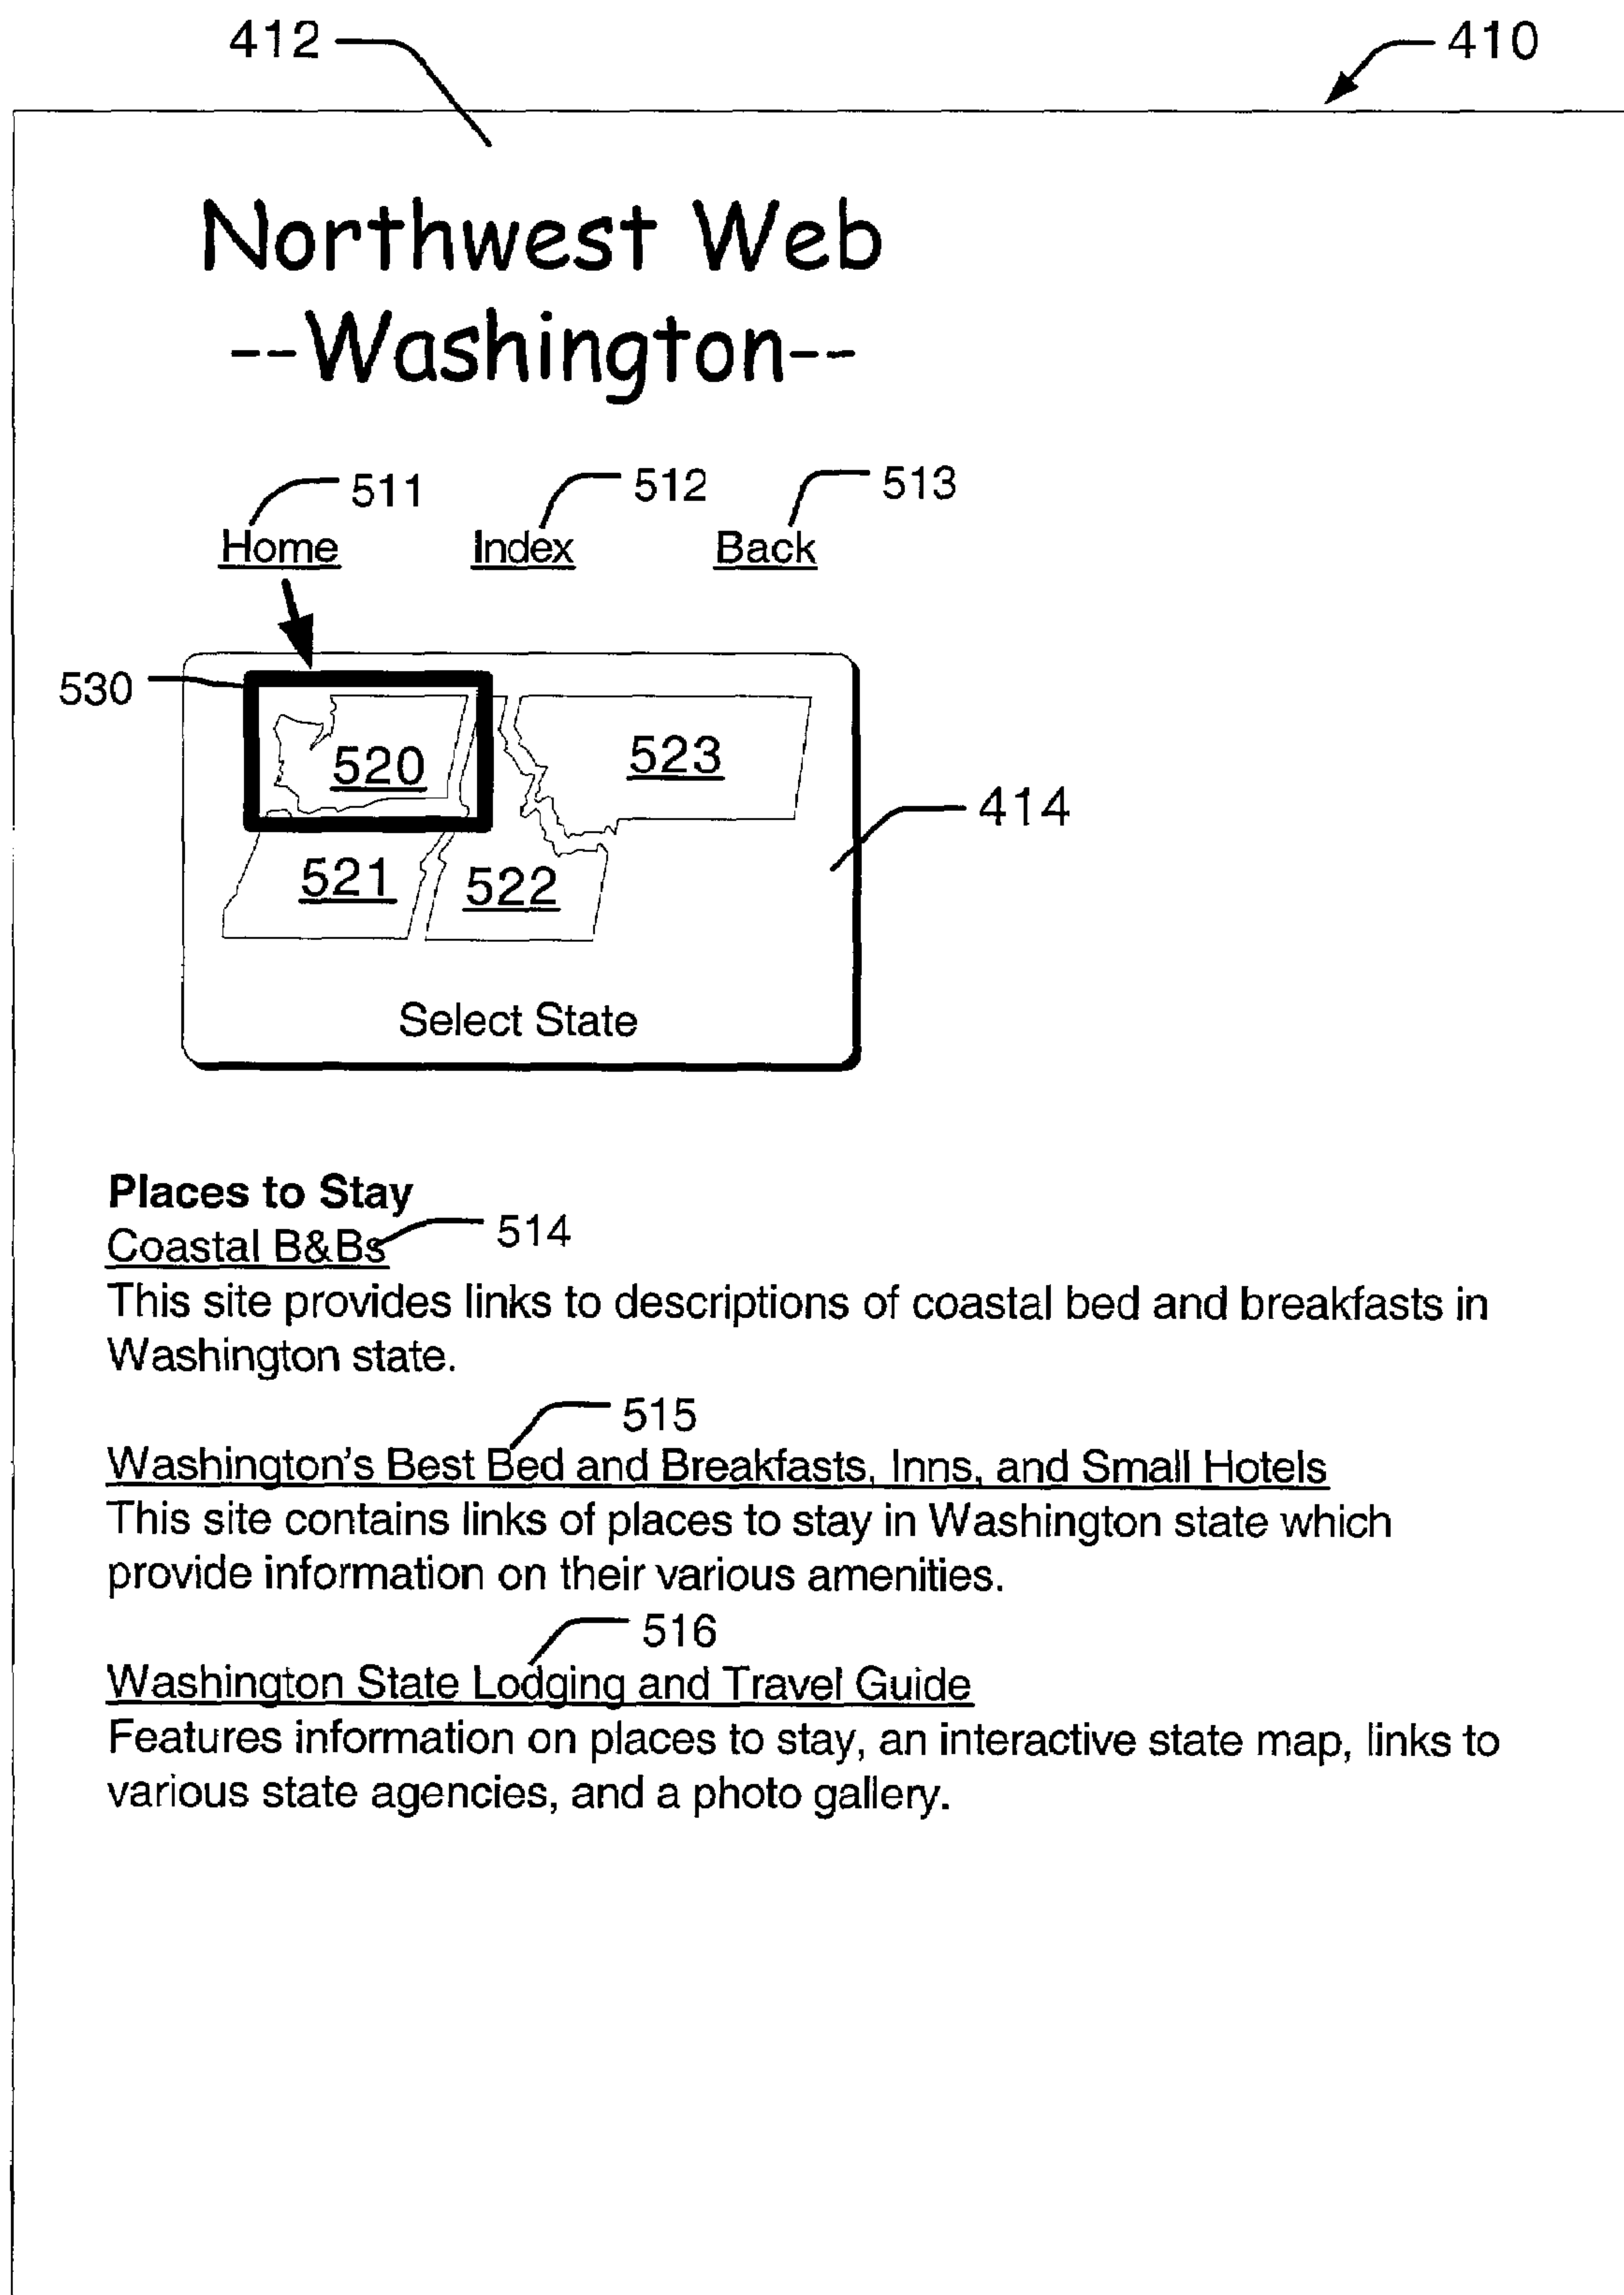 412 410
Northwest Web
--Washington--
511 512 513
Home Index Back
530
520 523
414
521 522
Select State
Places to Stay
Coastal B&Bs 514
This site provides links to descriptions of coastal bed and breakfasts in
Washington state.
515
Washington's Best Bed and Breakfasts, Inns, and Small Hotels
This site contains links of places to stay in Washington state which
provide information on their various amenities.
516
Washington State Lodging and Travel Guide
Features information on places to stay, an interactive state map, links to
various state agencies, and a photo gallery.